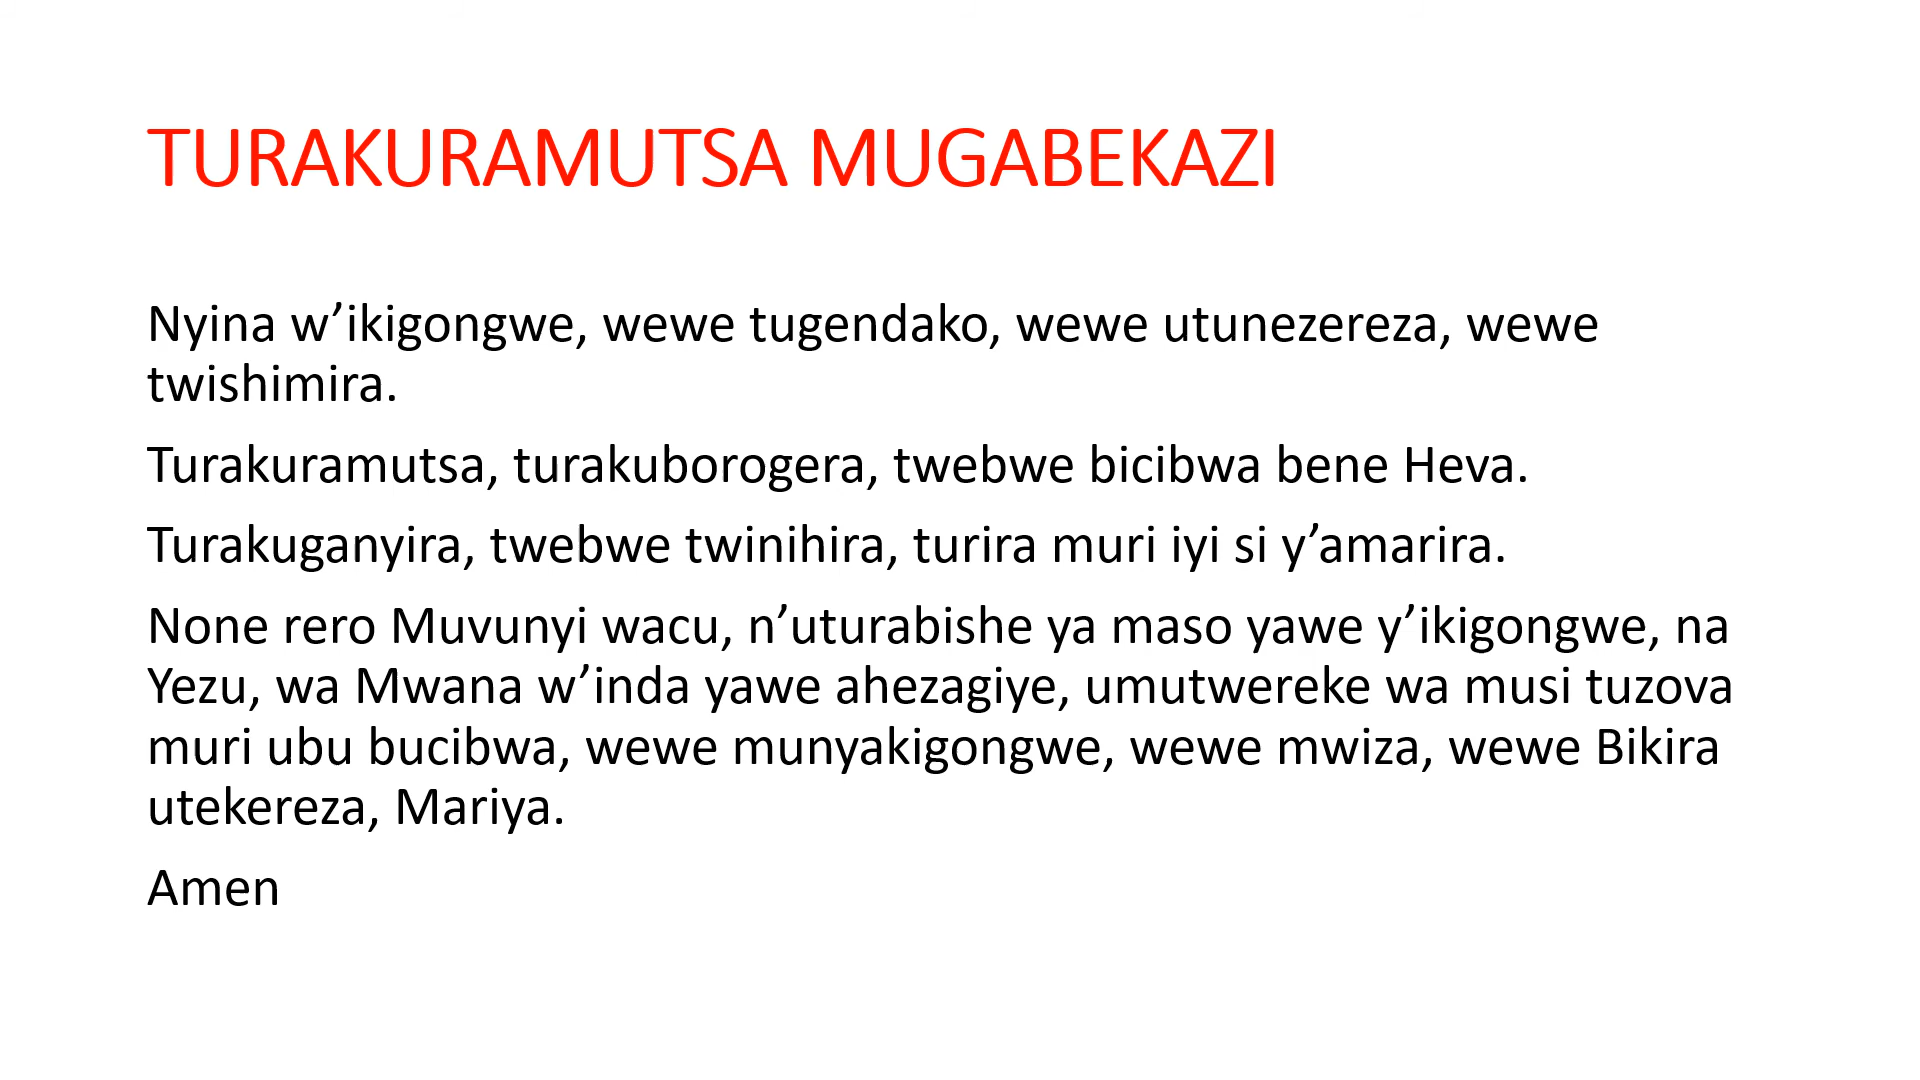 TURAKURAMUTSA MUGABEKAZI
Nyina w’ikigongwe, wewe tugendako, wewe utunezereza, wewe
twishimira.
Turakuramutsa, turakuborogera, twebwe bicibwa bene Heva.
Turakuganyira, twebwe twinihira, turira muri iyi si y’amarira.
None rero Muvunyi wacu, n’uturabishe ya maso yawe y’ikigongwe, na
Yezu, wa Mwana w’inda yawe ahezagiye, umutwereke wa musi tuzova
muri ubu bucibwa, wewe munyakigongwe, wewe mwiza, wewe Bikira
utekereza, Mariya.
Amen